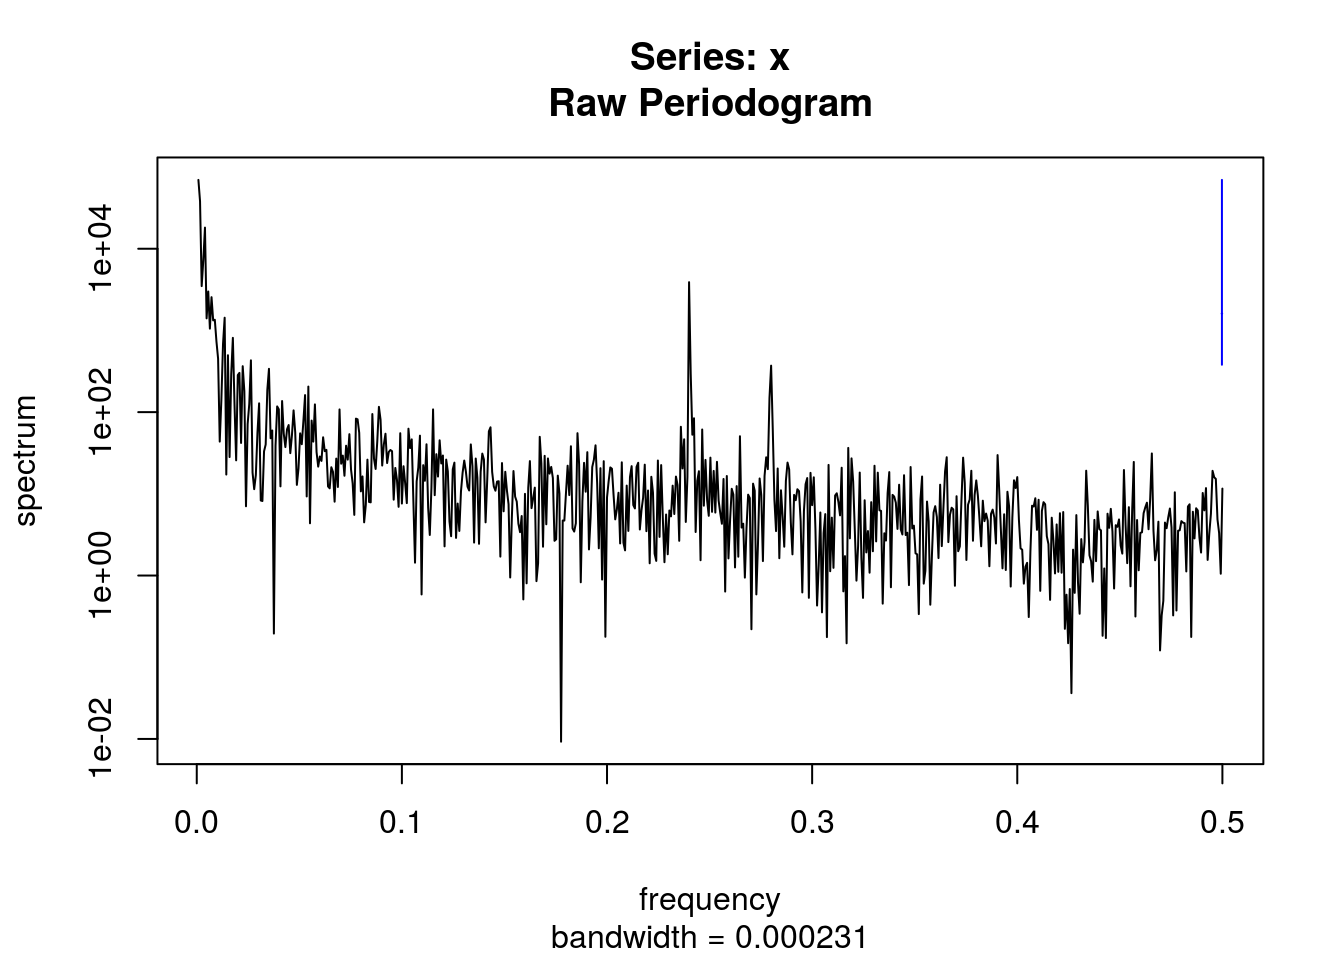 Series: x
Raw Periodogram
spectrum
1e+04
1e+02
1e+00
1e-02
0.0 0.1 0.2 0.3 0.4 0.5
frequency
bandwidth = 0.000231